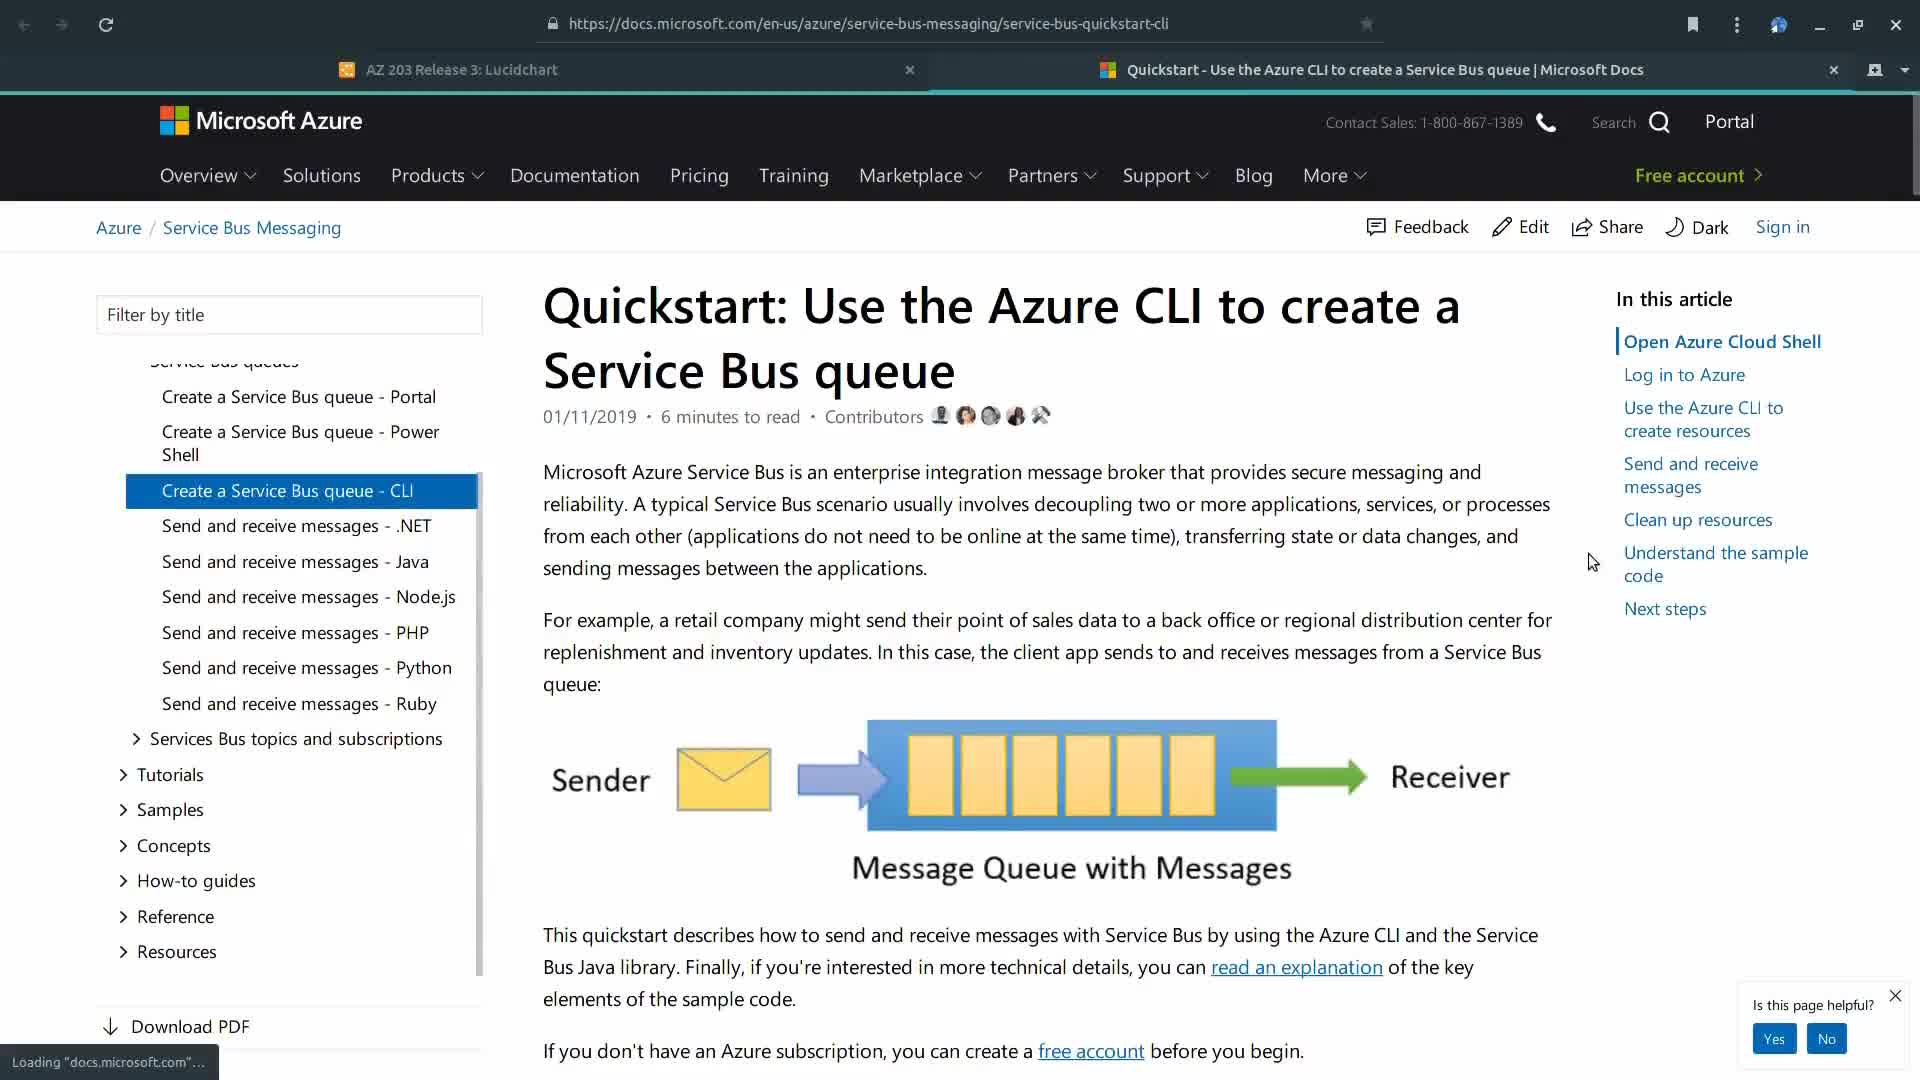 https://docs.microsoft.com/en-us/azure/service-bus-messaging/service-bus-quickstart-cli
AZ 203 Release 3: Lucidchart
Quickstart - Use the Azure CLI to create a Service Bus queue | Microsoft Docs
Microsoft Azure
Contact Sales: 1-800-867-1389
Search
Portal
Overview
Solutions
Products
Documentation
Pricing
Training
Marketplace
Partners
Support
Blog
More
Free account
Azure / Service Bus Messaging
Feedback
Edit
Share
Dark
Sign in
Filter by title
Service Bus queues
Create a Service Bus queue - Portal
Create a Service Bus queue - Power
Shell
Create a Service Bus queue - CLI
Send and receive messages - .NET
Send and receive messages - Java
Send and receive messages - Node.js
Send and receive messages - PHP
Send and receive messages - Python
Send and receive messages - Ruby
Services Bus topics and subscriptions
Tutorials
Samples
Concepts
How-to guides
Reference
Resources
Download PDF
Loading "docs.microsoft.com"...
Quickstart: Use the Azure CLI to create a
Service Bus queue
01/11/2019 • 6 minutes to read • Contributors
Microsoft Azure Service Bus is an enterprise integration message broker that provides secure messaging and
reliability. A typical Service Bus scenario usually involves decoupling two or more applications, services, or processes
from each other (applications do not need to be online at the same time), transferring state or data changes, and
sending messages between the applications.
For example, a retail company might send their point of sales data to a back office or regional distribution center for
replenishment and inventory updates. In this case, the client app sends to and receives messages from a Service Bus
queue:
Sender
Receiver
Message Queue with Messages
This quickstart describes how to send and receive messages with Service Bus by using the Azure CLI and the Service
Bus Java library. Finally, if you're interested in more technical details, you can read an explanation of the key
elements of the sample code.
If you don't have an Azure subscription, you can create a free account before you begin.
In this article
Open Azure Cloud Shell
Log in to Azure
Use the Azure CLI to
create resources
Send and receive
messages
Clean up resources
Understand the sample
code
Next steps
Is this page helpful?
Yes
No